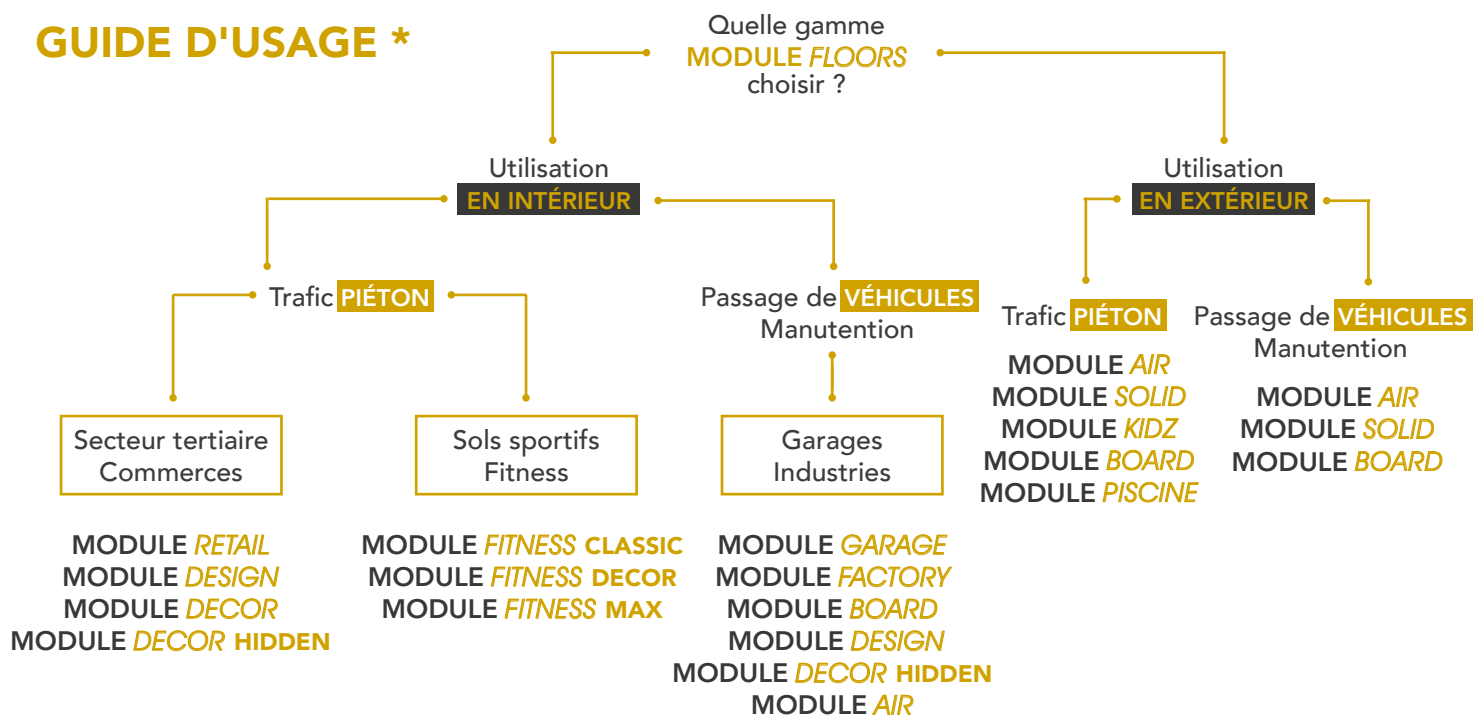 GUIDE D'USAGE *
Quelle gamme
MODULE FLOORS
choisir ?
Utilisation
EN INTÉRIEUR
Trafic PIÉTON
Secteur tertiaire
Commerces
MODULE RETAIL
MODULE DESIGN
MODULE DECOR
MODULE DECOR HIDDEN
Sols sportifs
Fitness
MODULE FITNESS CLASSIC
MODULE FITNESS DECOR
MODULE FITNESS MAX
Passage de VÉHICULES
Manutention
Garages
Industries
MODULE GARAGE
MODULE FACTORY
MODULE BOARD
MODULE DESIGN
MODULE DECOR HIDDEN
MODULE AIR
Utilisation
EN EXTÉRIEUR
Trafic PIÉTON
MODULE AIR
MODULE SOLID
MODULE KIDZ
MODULE BOARD
MODULE PISCINE
Passage de VÉHICULES
Manutention
MODULE AIR
MODULE SOLID
MODULE BOARD